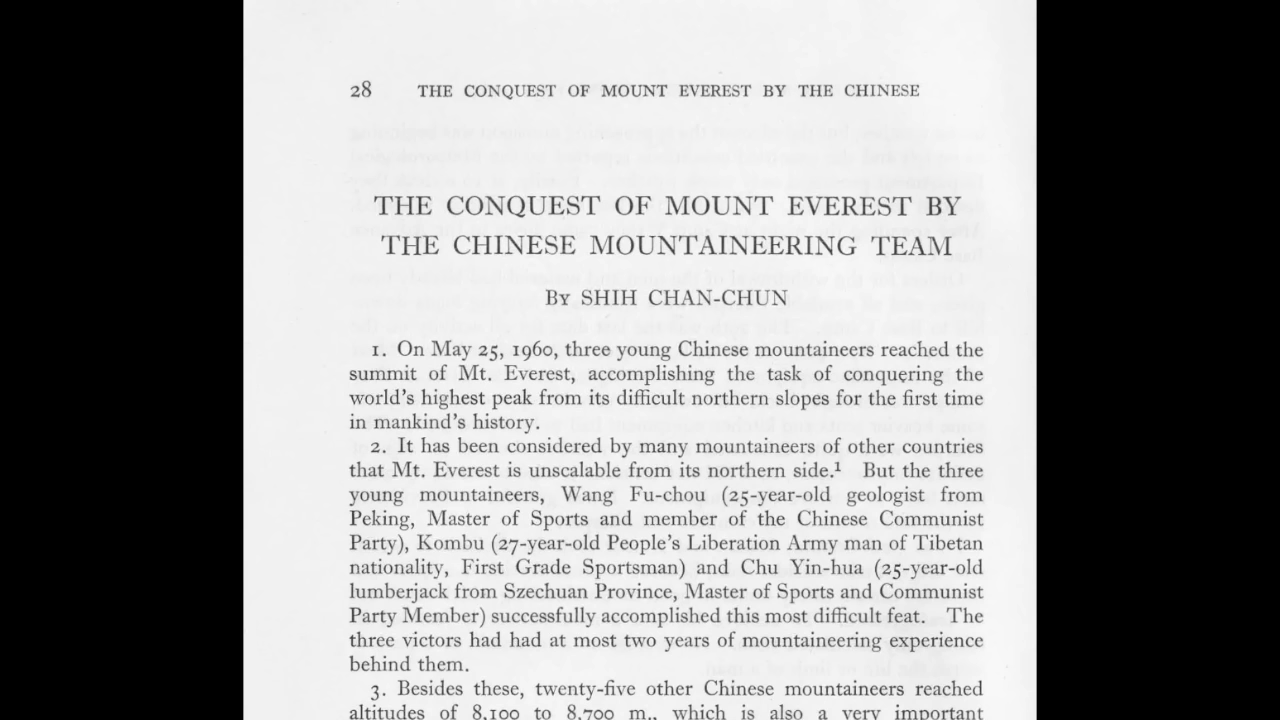 28 THE CONQUEST OF MOUNT EVEREST BY THE CHINESE
THE CONQUEST OF MOUNT EVEREST BY
THE CHINESE MOUNTAINEERING TEAM
By SHIH CHAN-CHUN
1. On May 25, 1960, three young Chinese mountaineers reached the
summit of Mt. Everest, accomplishing the task of conquering the
world's highest peak from its difficult northern slopes for the first time
in mankind's history.
2. It has been considered by many mountaineers of other countries
that Mt. Everest is unscalable from its northern side.¹ But the three
young mountaineers, Wang Fu-chou (25-year-old geologist from
Peking, Master of Sports and member of the Chinese Communist
Party), Kombu (27-year-old People's Liberation Army man of Tibetan
nationality, First Grade Sportsman) and Chu Yin-hua (25-year-old
lumberjack from Szechuan Province, Master of Sports and Communist
Party Member) successfully accomplished this most difficult feat. The
three victors had had at most two years of mountaineering experience
behind them.
3. Besides these, twenty-five other Chinese mountaineers reached
altitudes of 8,100 to 8,700 m., which is also a very important